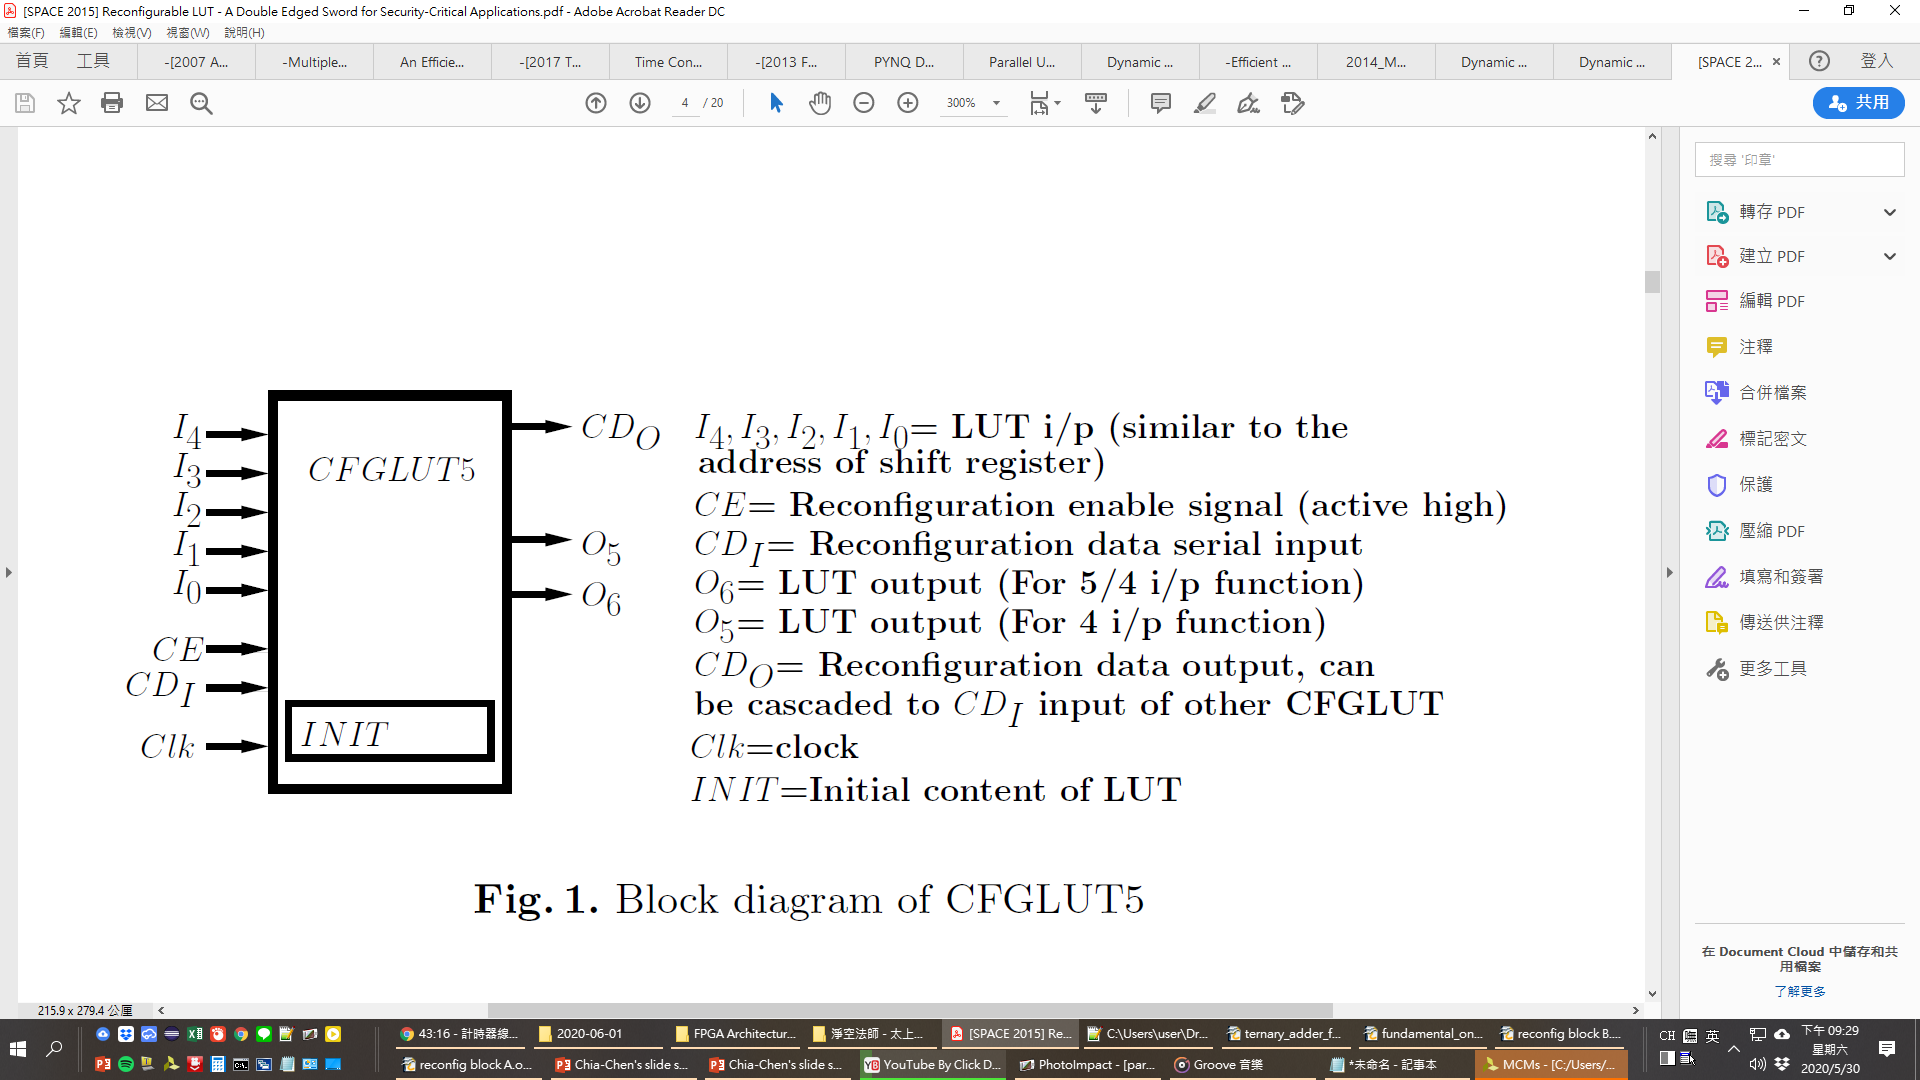 [SPACE 2015] Reconfigurable LUT - A Double Edged Sword for Security-Critical Applications.pdf - Adobe Acrobat Reader DC
檔案(F) 編輯(E) 檢視(V) 視窗(W) 說明(H)
首頁 工具 -[2007 A... -Multiple... An Efficie... -[2017 T... Time Con... -[2013 F... PYNQ D... Parallel U... Dynamic ... -Efficient ... 2014_M... Dynamic ... Dynamic ... [SPACE 2... × 登入
4 / 20 300% 共用
I4
I3
I2
I1
I0
CE
CDI
Clk
CFGLUT5
INIT
CDO
O5
O6
I4, I3, I2, I1, I0= LUT i/p (similar to the
address of shift register)
CE= Reconfiguration enable signal (active high)
CDI= Reconfiguration data serial input
O6= LUT output (For 5/4 i/p function)
O5= LUT output (For 4 i/p function)
CDO= Reconfiguration data output, can
be cascaded to CDI input of other CFGLUT
Clk=clock
INIT=Initial content of LUT
Fig. 1. Block diagram of CFGLUT5
搜尋 '印章'
轉存 PDF
建立 PDF
編輯 PDF
注釋
合併檔案
標記密文
保護
壓縮 PDF
填寫和簽署
傳送供注釋
更多工具
在 Document Cloud 中儲存和共
用檔案
了解更多
215.9 x 279.4 公厘
43:16 - 計時器線... 2020-06-01 FPGA Architectur... 淨空法師 - 太上... [SPACE 2015] Re... C:\Users\user\Dr... ternary_adder_f... fundamental_on... reconfig block B....
reconfig block A.o... Chia-Chen's slide s... Chia-Chen's slide s... YouTube By Click D... PhotoImpact - [par... Groove 音樂 *未命名 - 記事本 MCMs - [C:/Users/...
CH 英
下午 09:29
星期六
2020/5/30